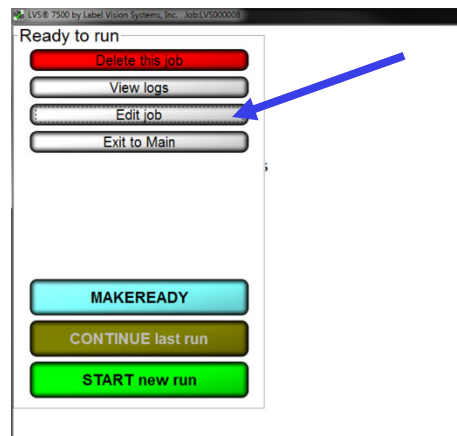 LVS® 7500 by Label Vision Systems, Inc. Job:LVS000008
Ready to run
Delete this job
View logs
Edit job
Exit to Main
MAKEREADY
CONTINUE last run
START new run